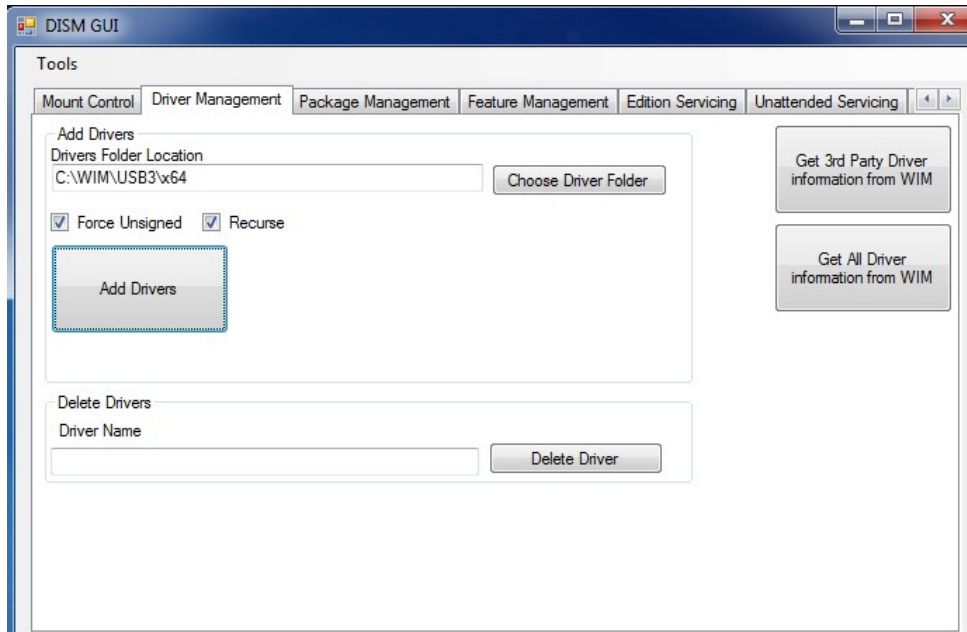 DISM GUI
Tools
Mount Control
Driver Management
Package Management
Feature Management
Edition Servicing
Unattended Servicing
Add Drivers
Drivers Folder Location
C:\WIM\USB3\x64
Choose Driver Folder
Force Unsigned
Recurse
Add Drivers
Get 3rd Party Driver
information from WIM
Get All Driver
information from WIM
Delete Drivers
Driver Name
Delete Driver